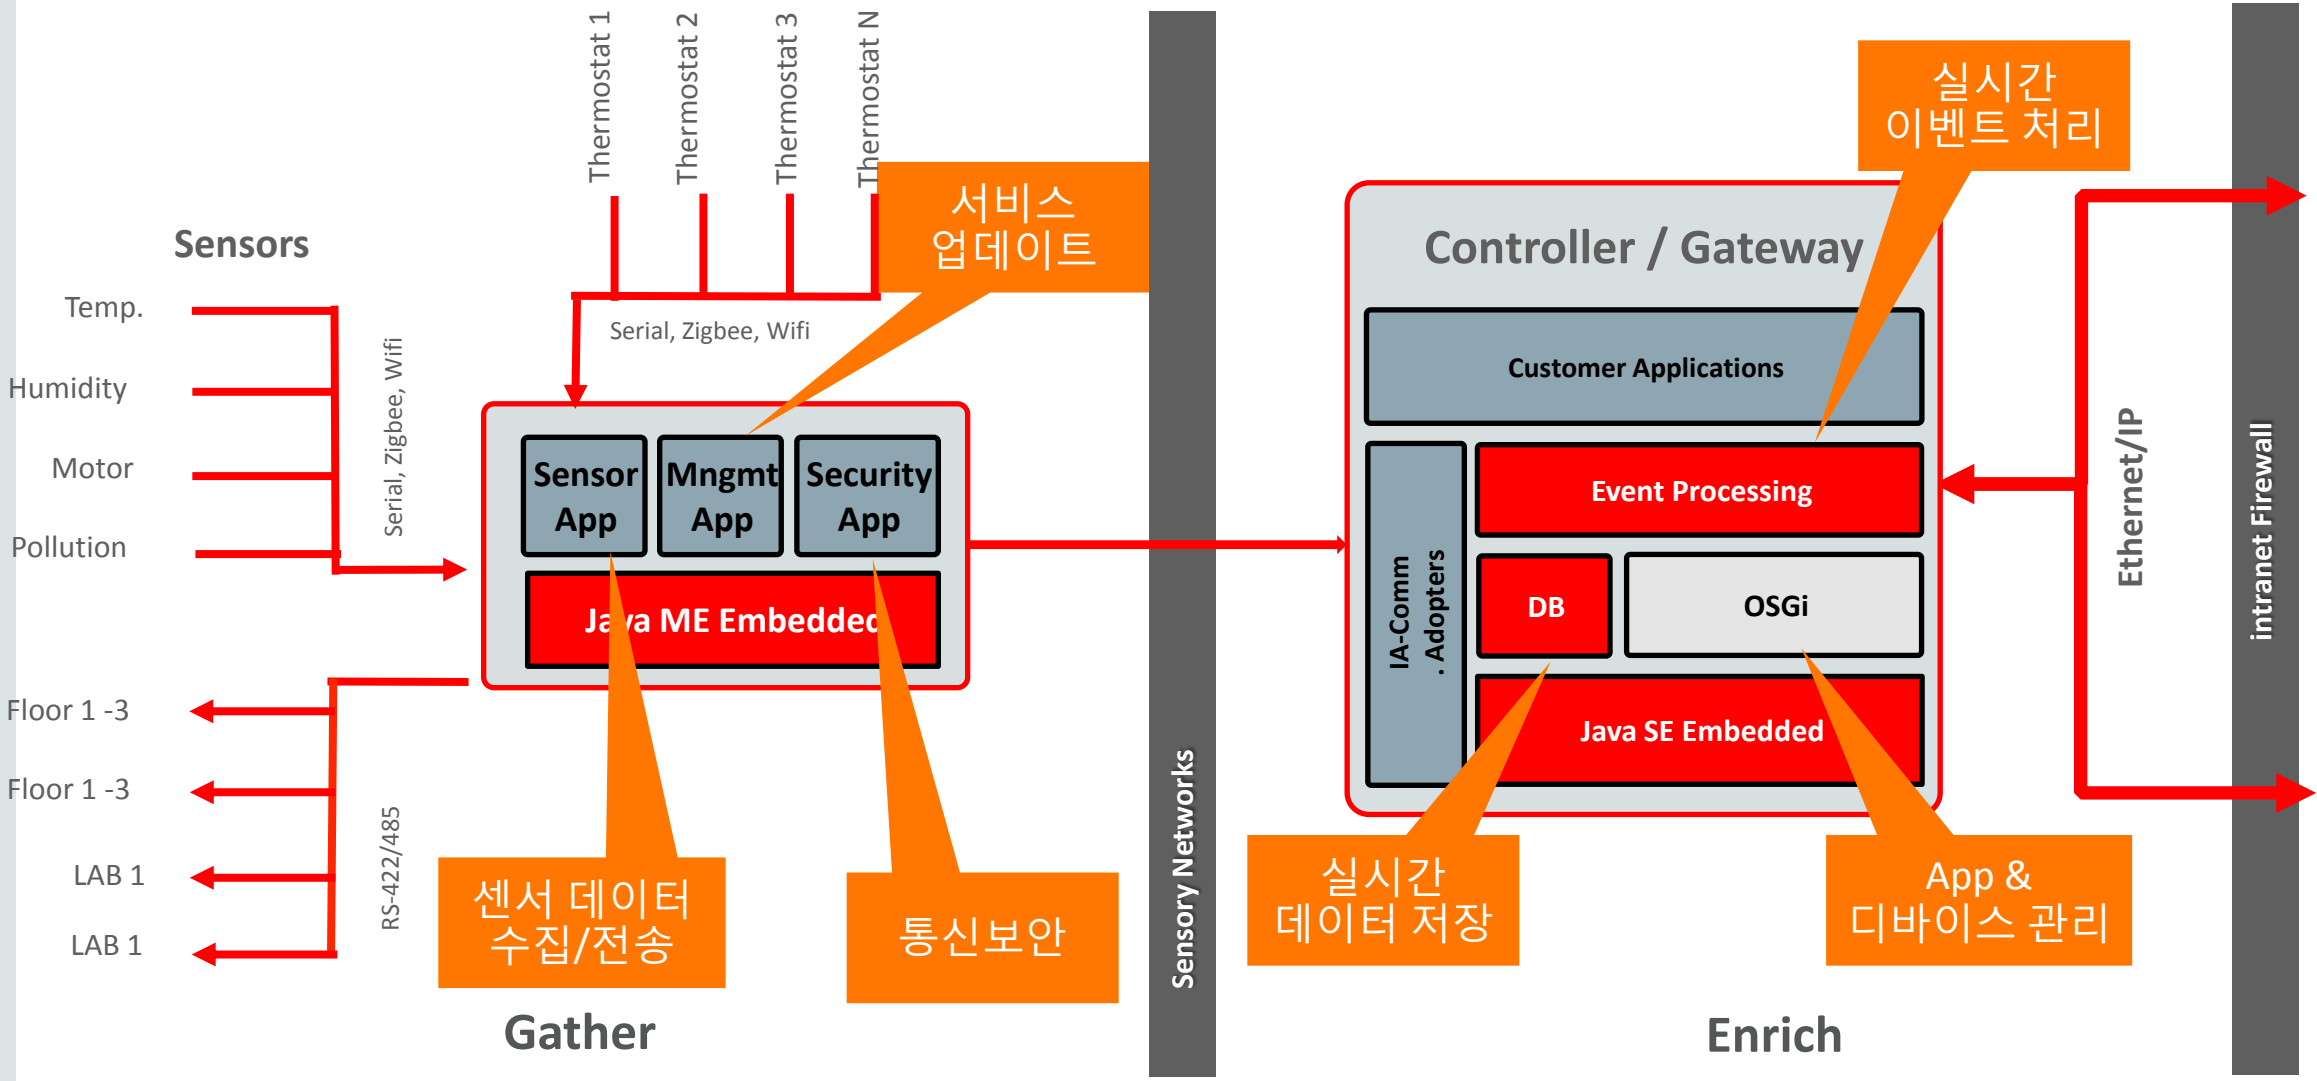 Thermostat 1
Thermostat 2
Thermostat 3
Thermostat N
실시간
이벤트 처리
서비스
업데이트
Sensors
Controller / Gateway
Temp.
Humidity
Motor
Pollution
Serial, Zigbee, Wifi
Serial, Zigbee, Wifi
Customer Applications
Sensor
App
Mngmt
App
Security
App
Java ME Embedded
Event Processing
IA-Comm
. Adopters
DB
OSGi
Java SE Embedded
Ethernet/IP
intranet Firewall
Floor 1 -3
Floor 1 -3
LAB 1
LAB 1
RS-422/485
Sensory Networks
센서 데이터
수집/전송
통신보안
실시간
데이터 저장
App &
디바이스 관리
Gather
Enrich